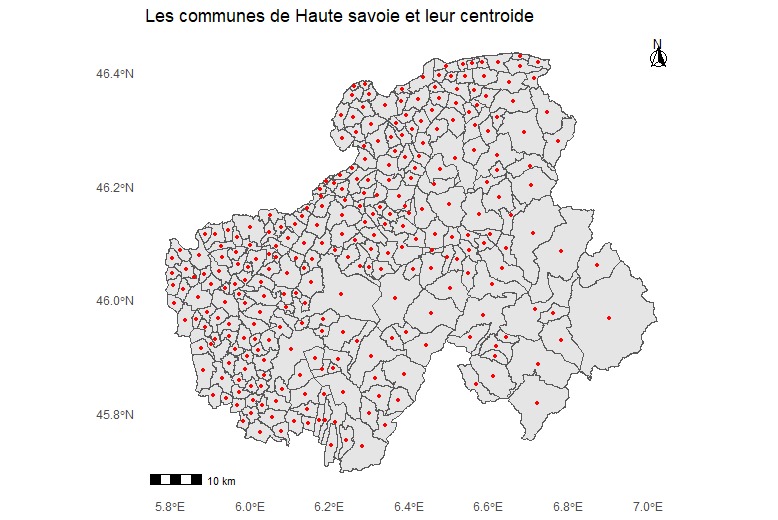 Les communes de Haute savoie et leur centroide
N
46.4°N
46.2°N
46.0°N
45.8°N
10 km
5.8°E 6.0°E 6.2°E 6.4°E 6.6°E 6.8°E 7.0°E